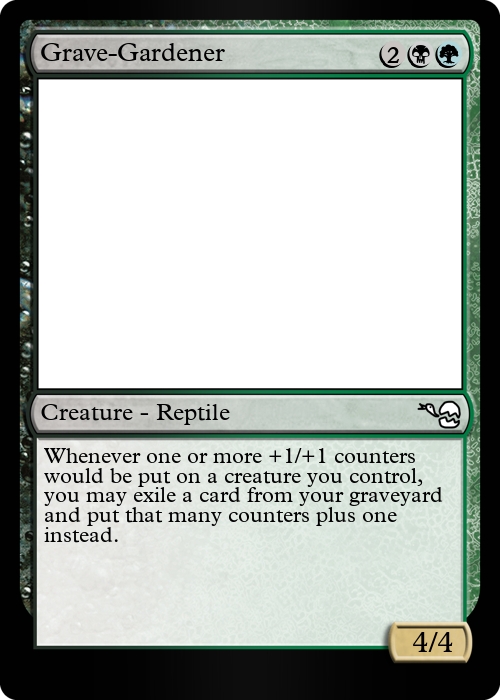 Grave-Gardener 2
Creature - Reptile
Whenever one or more +1/+1 counters
would be put on a creature you control,
you may exile a card from your graveyard
and put that many counters plus one
instead.
4/4